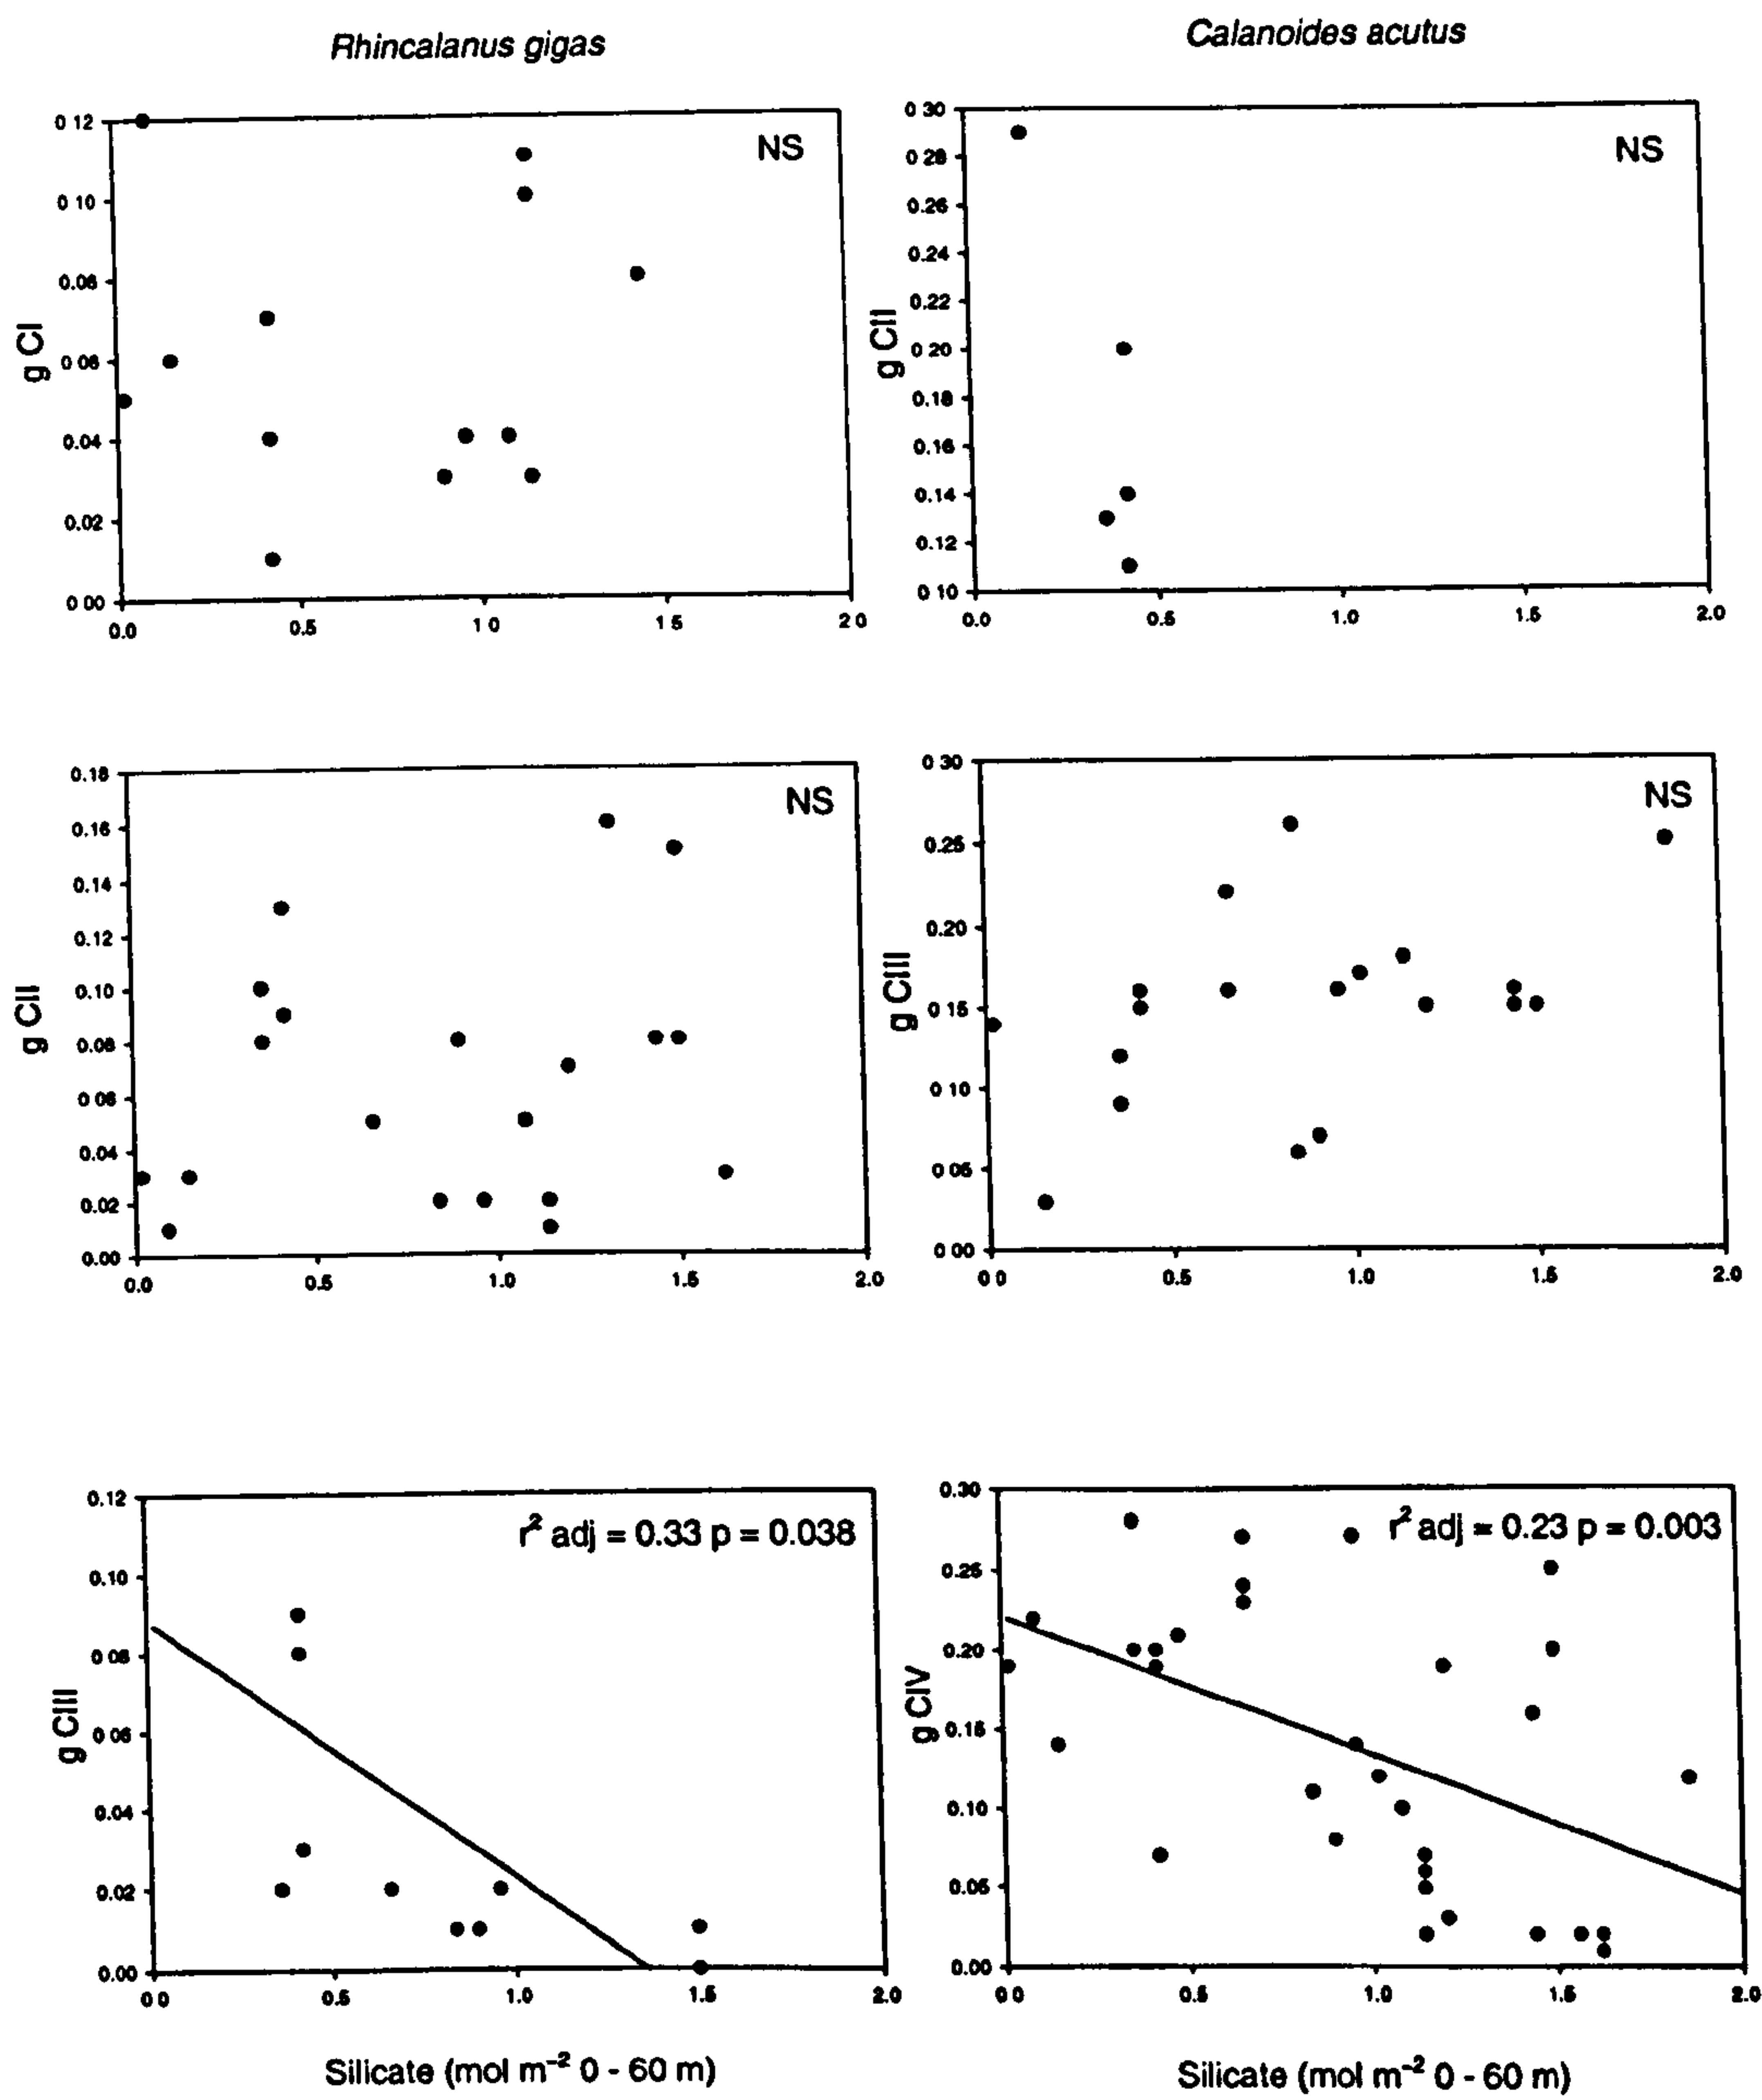 Rhincalanus gigas
Calanoides acutus
NS
g CI
0 12
0 10
0.08
0 06
0.04
0.02
0 00
0.0 0.5 1 0 1 5 2 0
NS
g CII
0 30
0 28
0.26
0.24
0.22
0.20
0.18
0.16
0.14
0.12
0 10
0.0 0.5 1.0 1.5 2.0
NS
g CII
0.18
0.16
0.14
0.12
0.10
0.08
0 06
0.04
0.02
0.00
0.0 0.5 1.0 1.5 2.0
NS
g CIII
0 30
0.25
0.20
0 15
0 10
0 05
0 00
0 0 0.5 1.0 1.5 2.0
r² adj = 0.33 p = 0.038
g CIII
0.12
0.10
0 08
0 06
0.04
0.02
0.00
0 0 0.5 1.0 1.5 2.0
Silicate (mol m⁻² 0 - 60 m)
r² adj = 0.23 p = 0.003
g CIV
0.30
0.25
0.20
0.15
0.10
0.05
0.00
0 0 0.5 1.0 1.5 2.0
Silicate (mol m⁻² 0 - 60 m)